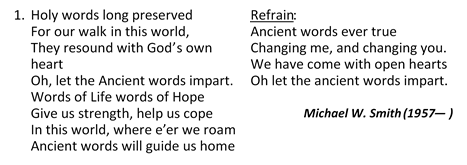 1. Holy words long preserved
For our walk in this world,
They resound with God’s own
heart
Oh, let the Ancient words impart.
Words of Life words of Hope
Give us strength, help us cope
In this world, where e’er we roam
Ancient words will guide us home
Refrain:
Ancient words ever true
Changing me, and changing you.
We have come with open hearts
Oh let the ancient words impart.
Michael W. Smith (1957— )